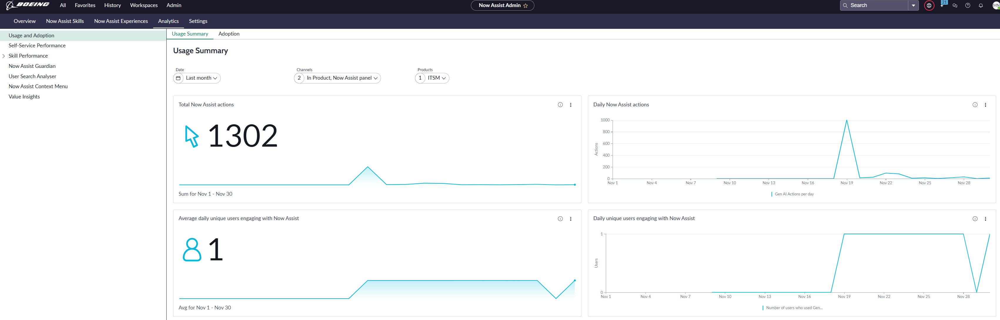 BOEING All Favorites History Workspaces Admin Now Assist Admin Search 21 MN
Overview Now Assist Skills Now Assist Experiences Analytics Settings
Usage and Adoption
Self-Service Performance
Skill Performance
Now Assist Guardian
User Search Analyser
Now Assist Context Menu
Value Insights
Usage Summary Adoption
Usage Summary
Date Channels Products
Last month 2 In Product, Now Assist panel 1 ITSM
Total Now Assist actions
1302
Sum for Nov 1 - Nov 30
Daily Now Assist actions
1000
800
600
400
200
0
Actions
Nov 1 Nov 4 Nov 7 Nov 10 Nov 13 Nov 16 Nov 19 Nov 22 Nov 25 Nov 28
Gen AI Actions per day
Average daily unique users engaging with Now Assist
1
Avg for Nov 1 - Nov 30
Daily unique users engaging with Now Assist
1
0
Users
Nov 1 Nov 4 Nov 7 Nov 10 Nov 13 Nov 16 Nov 19 Nov 22 Nov 25 Nov 28
Number of users who used Gen...